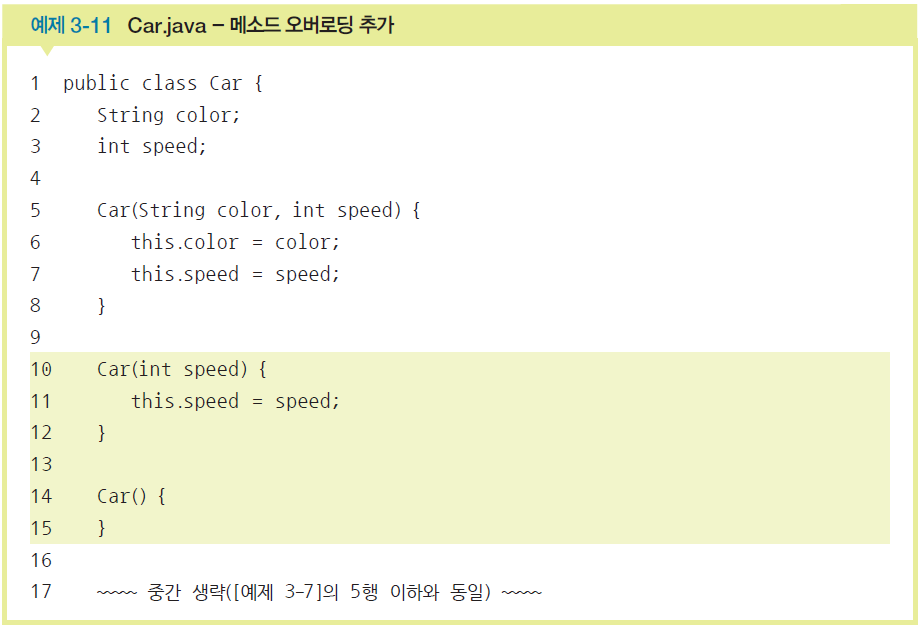 예제 3-11 Car.java – 메소드 오버로딩 추가
1 public class Car {
2 String color;
3 int speed;
4
5 Car(String color, int speed) {
6 this.color = color;
7 this.speed = speed;
8 }
9
10 Car(int speed) {
11 this.speed = speed;
12 }
13
14 Car() {
15 }
16
17 ~~~~ 중간 생략([예제 3-7]의 5행 이하와 동일) ~~~~